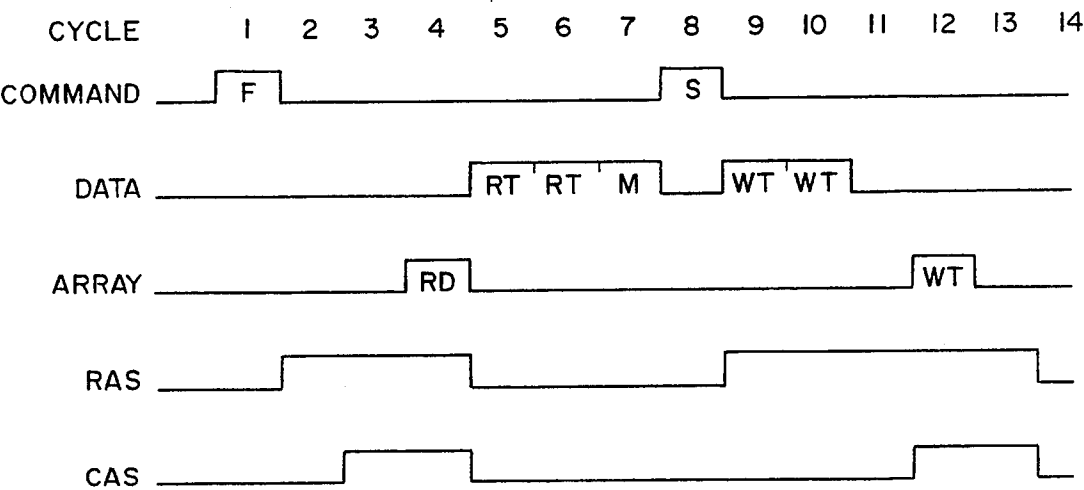 CYCLE 1 2 3 4 5 6 7 8 9 10 11 12 13 14
COMMAND F S
DATA RT RT M WT WT
ARRAY RD WT
RAS
CAS